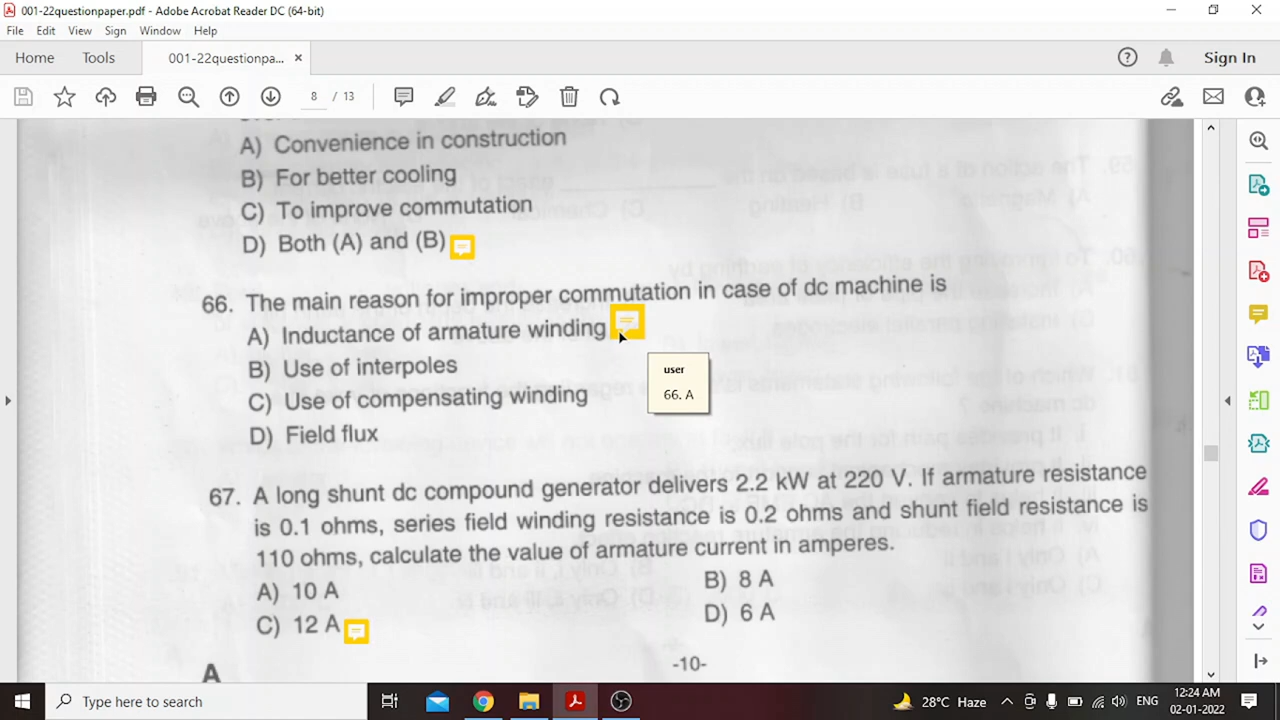 001-22questionpaper.pdf - Adobe Acrobat Reader DC (64-bit)
File Edit View Sign Window Help
Home Tools 001-22questionpa... × Sign In
8 / 13
A) Convenience in construction
B) For better cooling
C) To improve commutation
D) Both (A) and (B)
66. The main reason for improper commutation in case of dc machine is
A) Inductance of armature winding
B) Use of interpoles
C) Use of compensating winding
D) Field flux
user
66. A
67. A long shunt dc compound generator delivers 2.2 kW at 220 V. If armature resistance
is 0.1 ohms, series field winding resistance is 0.2 ohms and shunt field resistance is
110 ohms, calculate the value of armature current in amperes.
A) 10 A
B) 8 A
C) 12 A
D) 6 A
A
-10-
Type here to search
28°C Haze
ENG
12:24 AM
02-01-2022